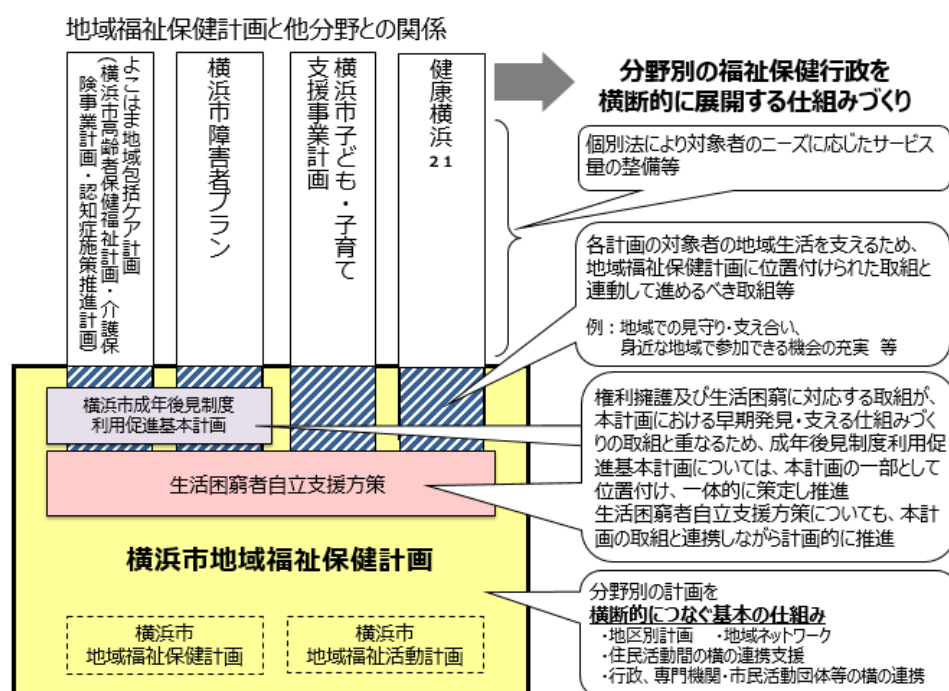 地域福祉保健計画と他分野との関係
よこはま地域包括ケア計画
(横浜市高齢者保健福祉計画・介護保
険事業計画・認知症施策推進計画)
横浜市障害者プラン
横浜市子ども・子育て
支援事業計画
健康横浜21
分野別の福祉保健行政を
横断的に展開する仕組みづくり
個別法により対象者のニーズに応じたサービス
量の整備等
各計画の対象者の地域生活を支えるため、
地域福祉保健計画に位置付けられた取組と
連動して進めるべき取組等
例：地域での見守り・支え合い、
身近な地域で参加できる機会の充実 等
横浜市成年後見制度
利用促進基本計画
生活困窮者自立支援方策
権利擁護及び生活困窮に対応する取組が、
本計画における早期発見・支える仕組みづく
りの取組と重なるため、成年後見制度利用促
進基本計画については、本計画の一部として
位置付け、一体的に策定し推進
生活困窮者自立支援方策についても、本計
画の取組と連携しながら計画的に推進
横浜市地域福祉保健計画
横浜市
地域福祉保健計画
横浜市
地域福祉活動計画
分野別の計画を
横断的につなぐ基本の仕組み
・地区別計画 ・地域ネットワーク
・住民活動間の横の連携支援
・行政、専門機関・市民活動団体等の横の連携